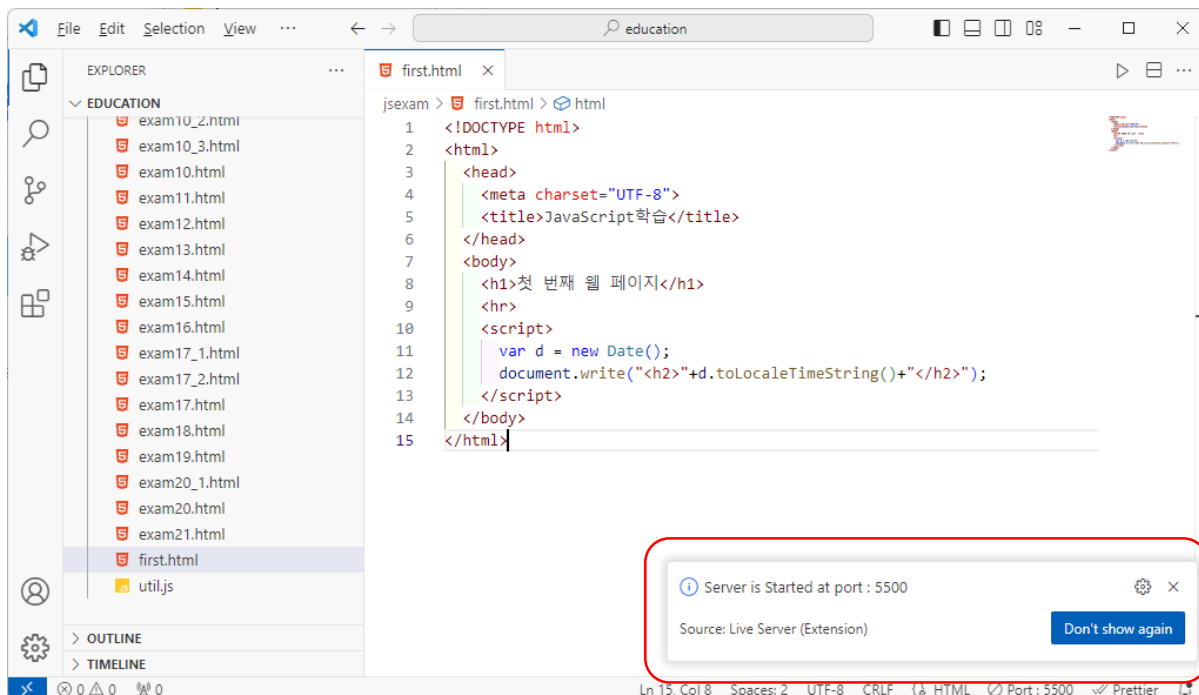 File Edit Selection View ··· education
EXPLORER ···
EDUCATION
exam10_2.html
exam10_3.html
exam10.html
exam11.html
exam12.html
exam13.html
exam14.html
exam15.html
exam16.html
exam17_1.html
exam17_2.html
exam17.html
exam18.html
exam19.html
exam20_1.html
exam20.html
exam21.html
first.html
util.js
OUTLINE
TIMELINE
first.html
jsexam > first.html > html
1 <!DOCTYPE html>
2 <html>
3 <head>
4 <meta charset="UTF-8">
5 <title>JavaScript학습</title>
6 </head>
7 <body>
8 <h1>첫 번째 웹 페이지</h1>
9 <hr>
10 <script>
11 var d = new Date();
12 document.write("<h2>"+d.toLocaleTimeString()+"</h2>");
13 </script>
14 </body>
15 </html>
Server is Started at port : 5500
Source: Live Server (Extension) Don't show again
0 0 0 Ln 15, Col 8 Spaces: 2 UTF-8 CRLF HTML Port : 5500 Prettier